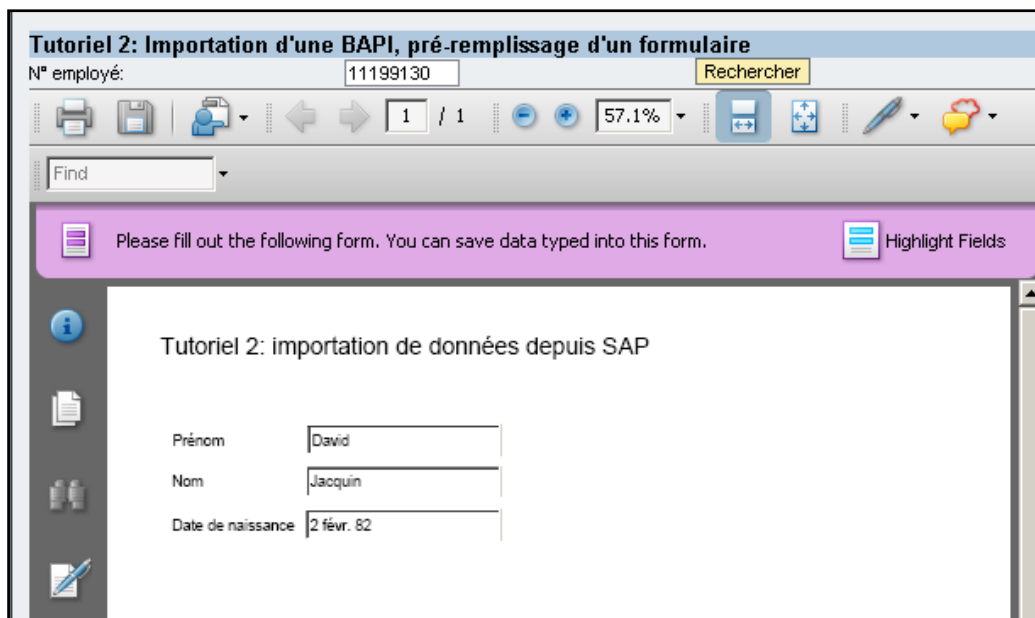 Tutoriel 2: Importation d'une BAPI, pré-remplissage d'un formulaire
N° employé: 11199130 Rechercher
1 / 1 57.1%
Find
Please fill out the following form. You can save data typed into this form. Highlight Fields
Tutoriel 2: importation de données depuis SAP
Prénom David
Nom Jacquin
Date de naissance 2 févr. 82